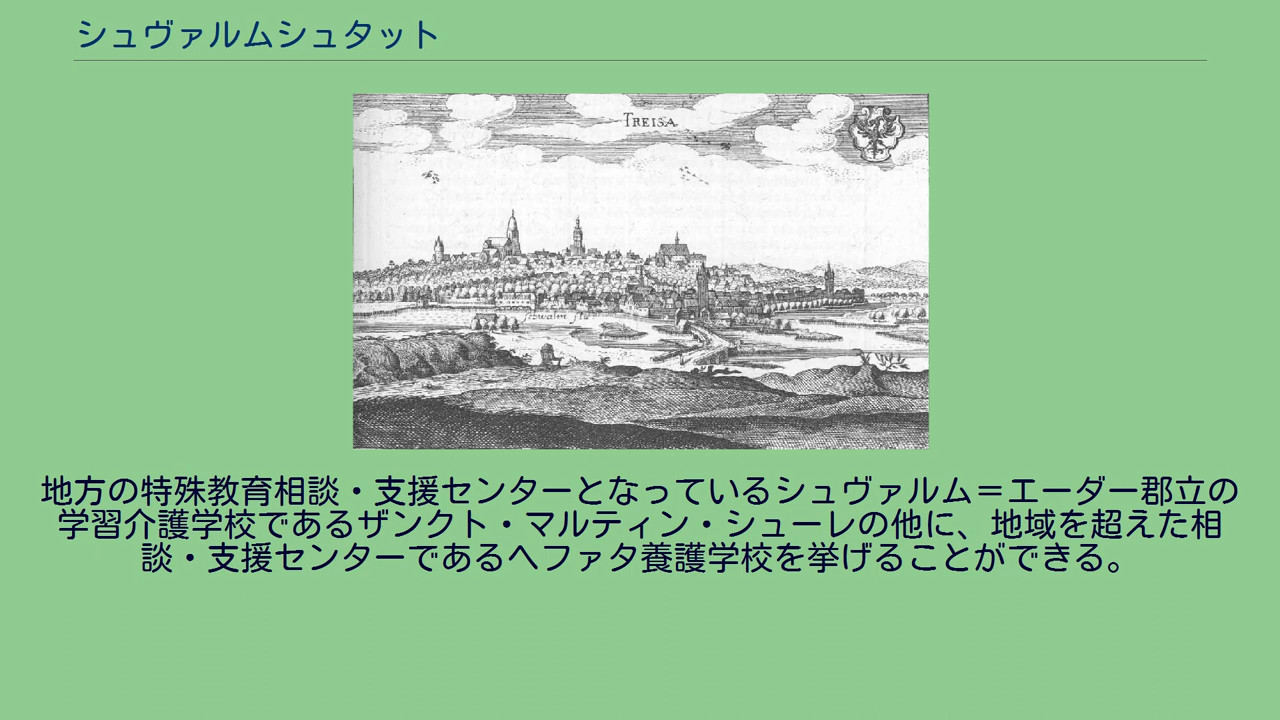 シュヴァルムシュタット
TREISA
地方の特殊教育相談・支援センターとなっているシュヴァルム＝エーダー郡立の
学習介護学校であるザンクト・マルティン・シューレの他に、地域を超えた相
談・支援センターであるヘファタ養護学校を挙げることができる。